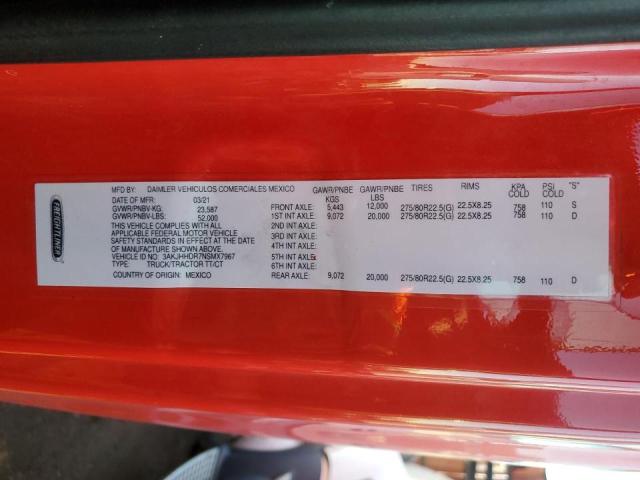 FREIGHTLINER
MFD BY: DAIMLER VEHICULOS COMERCIALES MEXICO
DATE OF MFR: 03/21
GVWR/PNBV-KG: 23,587
GVWR/PNBV-LBS: 52,000
THIS VEHICLE COMPLIES WITH ALL
APPLICABLE FEDERAL MOTOR VEHICLE
SAFETY STANDARDS IN EFFECT ON THE DATE
OF MANUFACTURE SHOWN ABOVE.
VEHICLE ID NO.: 3AKJHHDR7NSMX7967
TYPE: TRUCK/TRACTOR TT/CT
COUNTRY OF ORIGIN: MEXICO
GAWR/PNBE KGS GAWR/PNBE LBS TIRES RIMS KPA COLD PSI COLD "S"
FRONT AXLE: 5,443 12,000 275/80R22.5(G) 22.5X8.25 758 110 S
1ST INT AXLE: 9,072 20,000 275/80R22.5(G) 22.5X8.25 758 110 D
2ND INT AXLE:
3RD INT AXLE:
4TH INT AXLE:
5TH INT AXLE:
6TH INT AXLE:
REAR AXLE: 9,072 20,000 275/80R22.5(G) 22.5X8.25 758 110 D